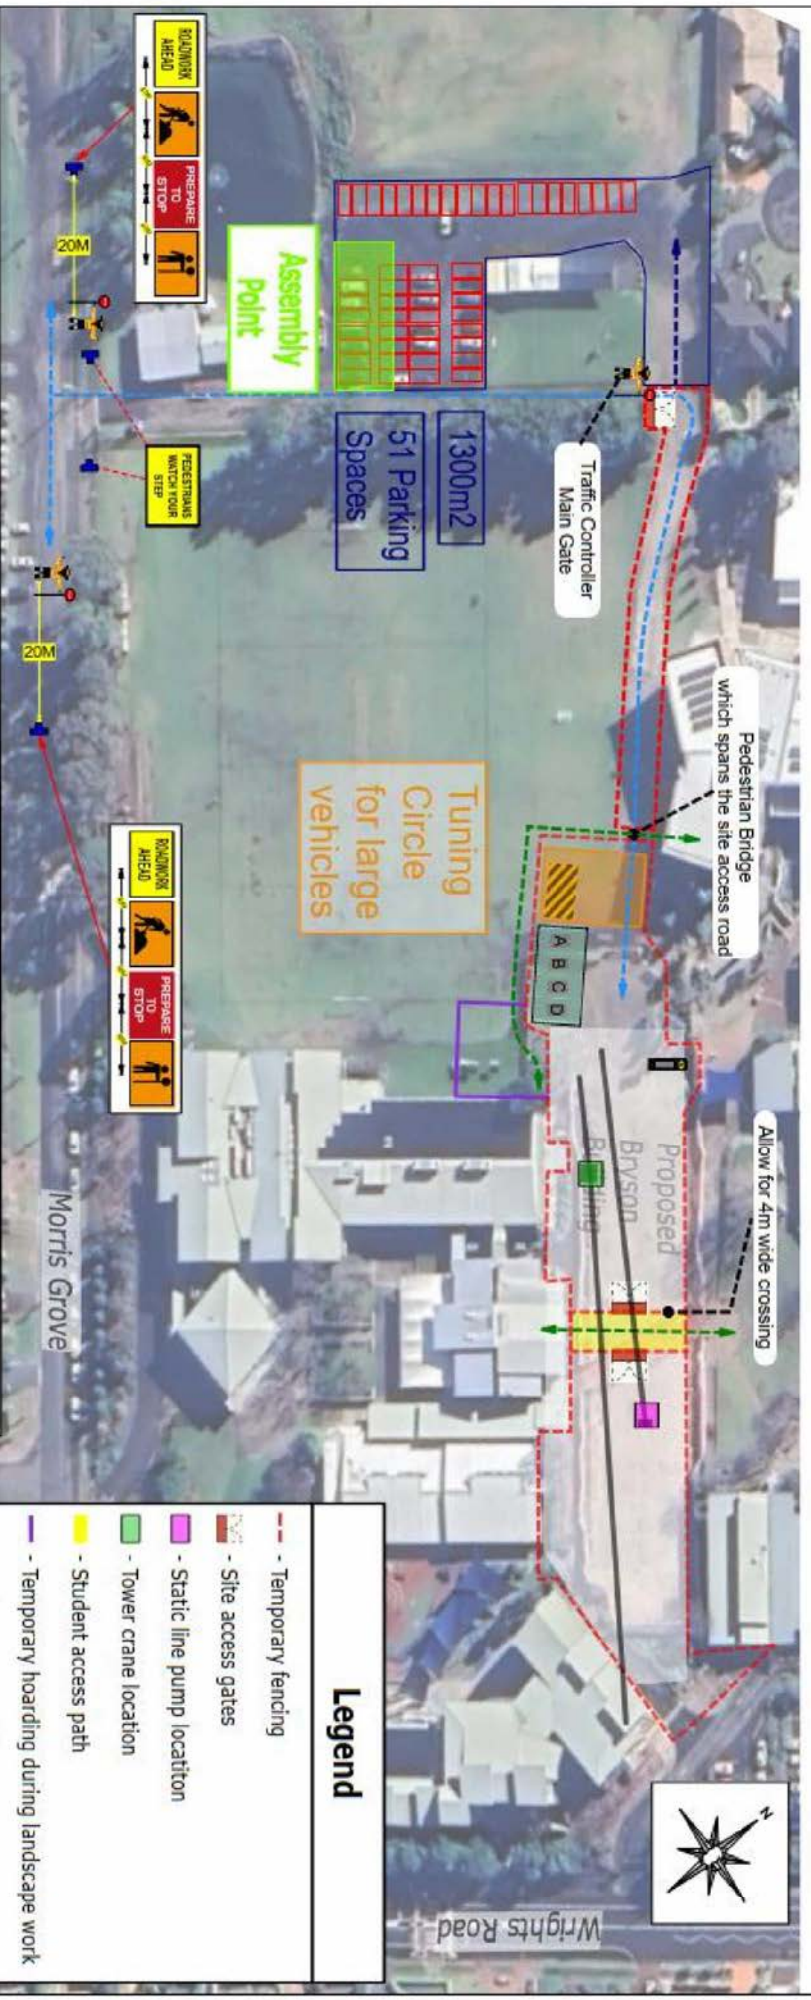 ROADWORK
AHEAD
PREPARE
TO
STOP
20M
Assembly
Point
PEDESTRIANS
WATCH YOUR
STEP
1300m2
51 Parking
Spaces
Traffic Controller
Main Gate
20M
Pedestrian Bridge
which spans the site access road
Tuning
Circle
for large
vehicles
A B C D
ROADWORK
AHEAD
PREPARE
TO
STOP
Proposed
Bryson
Building
Allow for 4m wide crossing
Morris Grove
Wrights Road
N
Legend
- Temporary fencing
- Site access gates
- Static line pump locatiton
- Tower crane location
- Student access path
- Temporary hoarding during landscape work